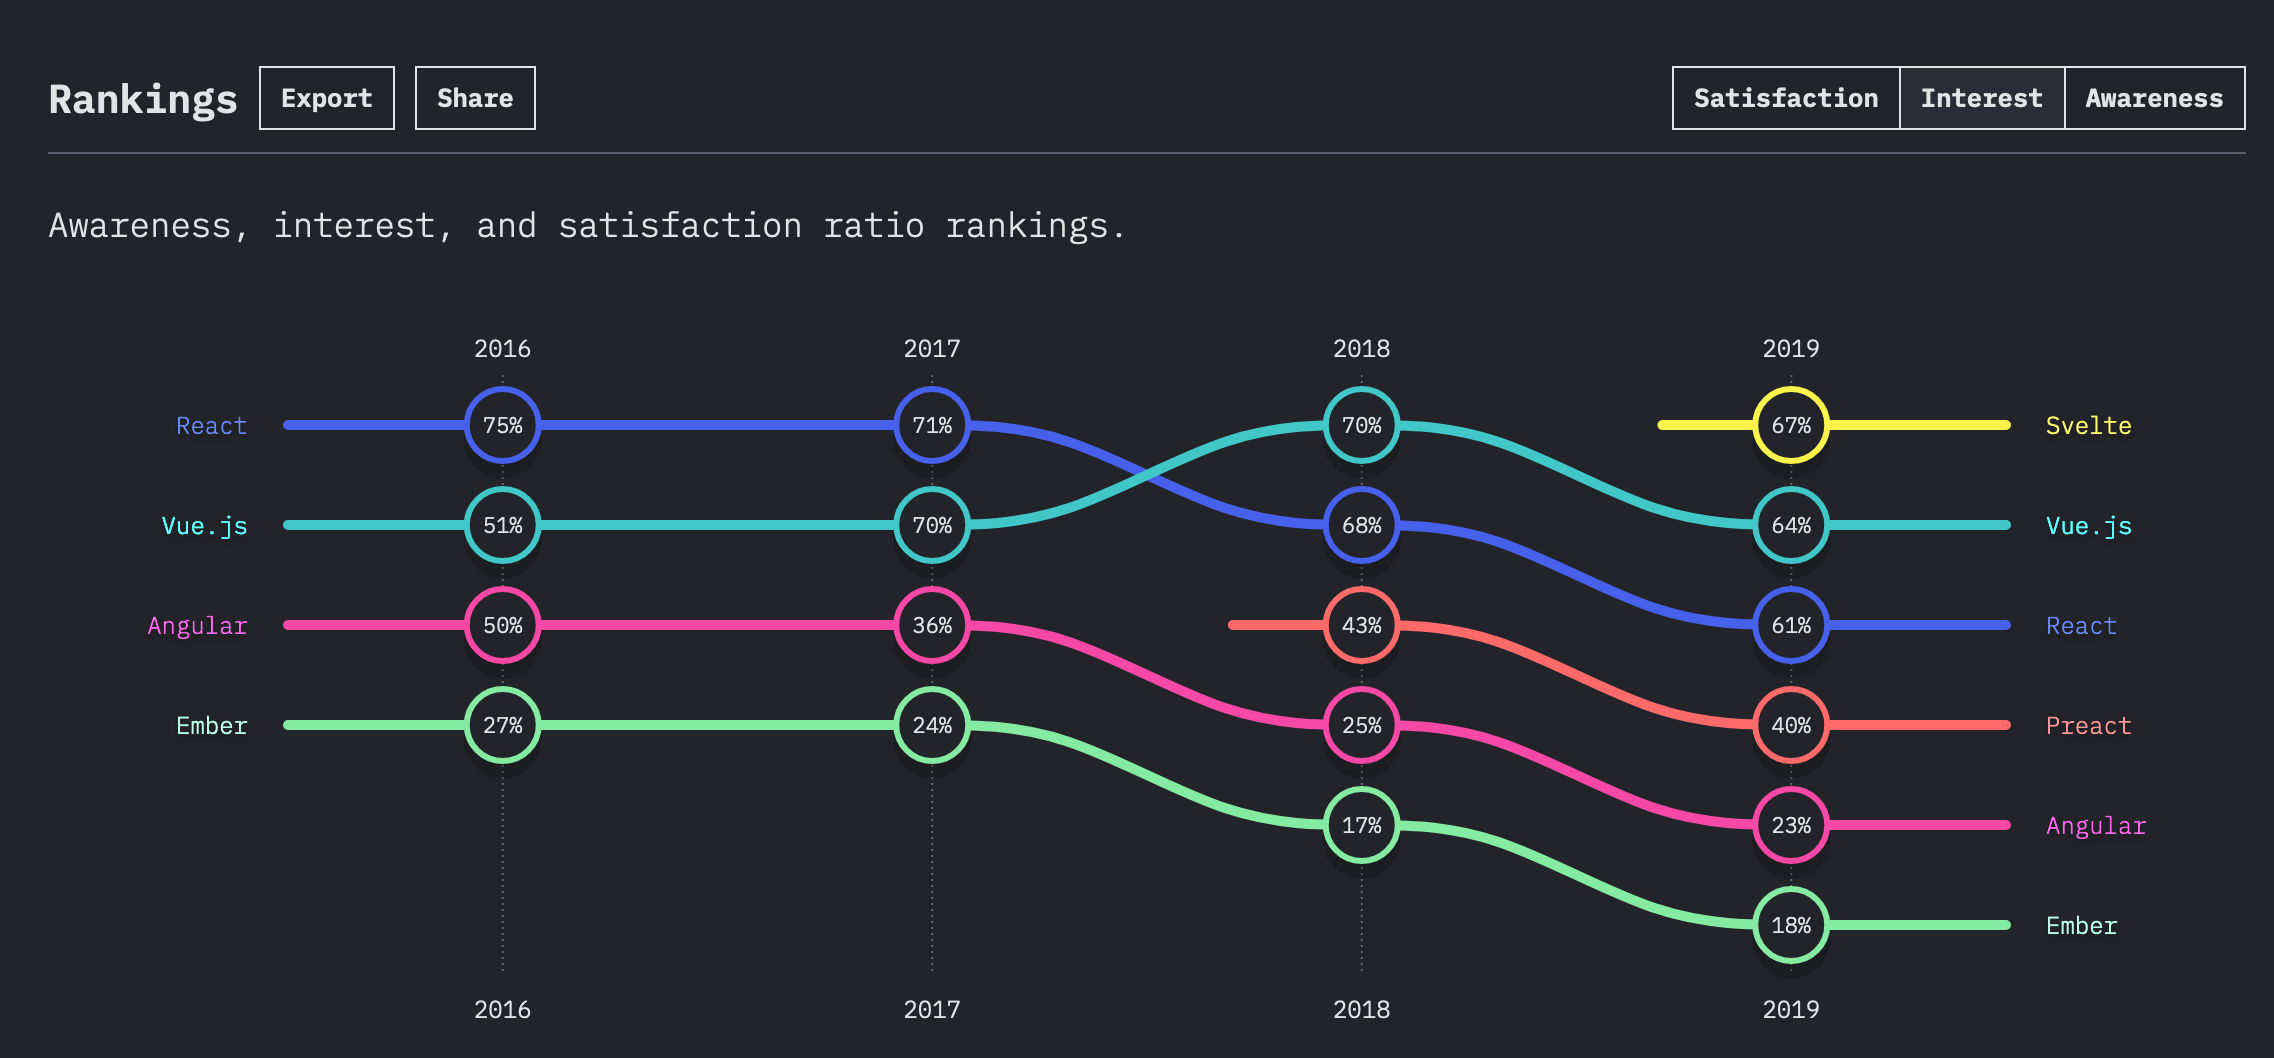 Rankings Export Share Satisfaction Interest Awareness
Awareness, interest, and satisfaction ratio rankings.
2016 2017 2018 2019
React 75% 71% 70% 67% Svelte
Vue.js 51% 70% 68% 64% Vue.js
Angular 50% 36% 43% 61% React
Ember 27% 24% 25% 40% Preact
17% 23% Angular
18% Ember
2016 2017 2018 2019